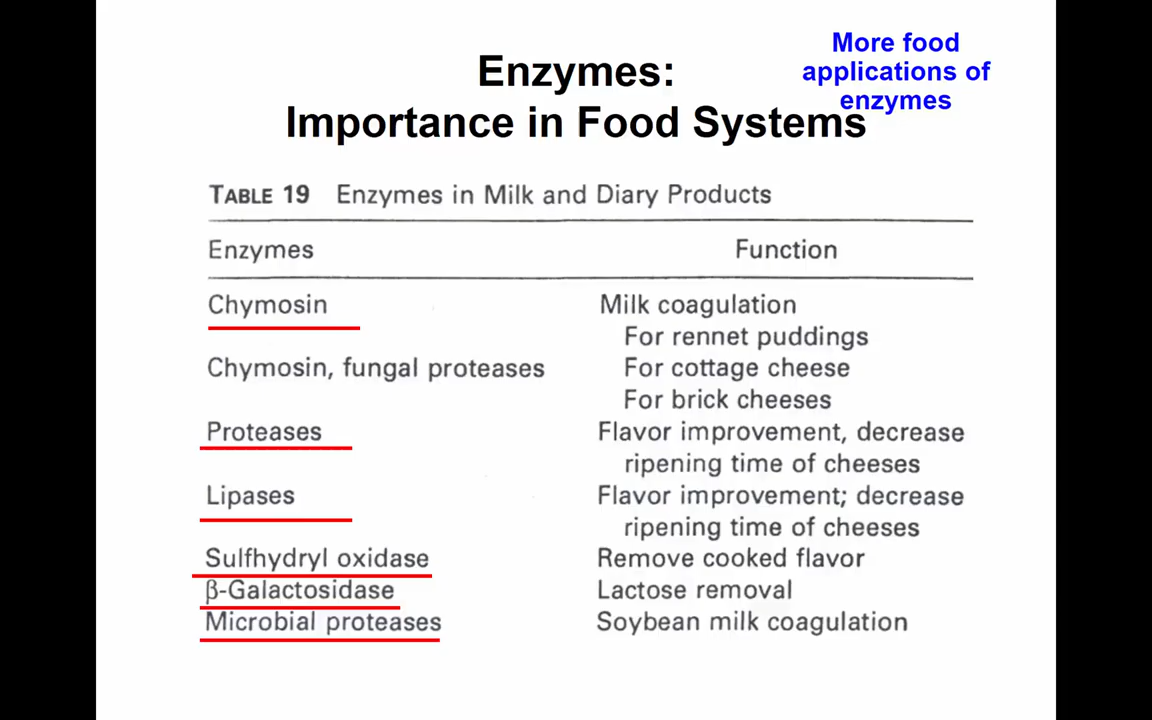 More food
applications of
enzymes
Enzymes:
Importance in Food Systems
TABLE 19 Enzymes in Milk and Diary Products
Enzymes Function
Chymosin Milk coagulation
For rennet puddings
Chymosin, fungal proteases For cottage cheese
For brick cheeses
Proteases Flavor improvement, decrease
ripening time of cheeses
Lipases Flavor improvement; decrease
ripening time of cheeses
Sulfhydryl oxidase Remove cooked flavor
β-Galactosidase Lactose removal
Microbial proteases Soybean milk coagulation